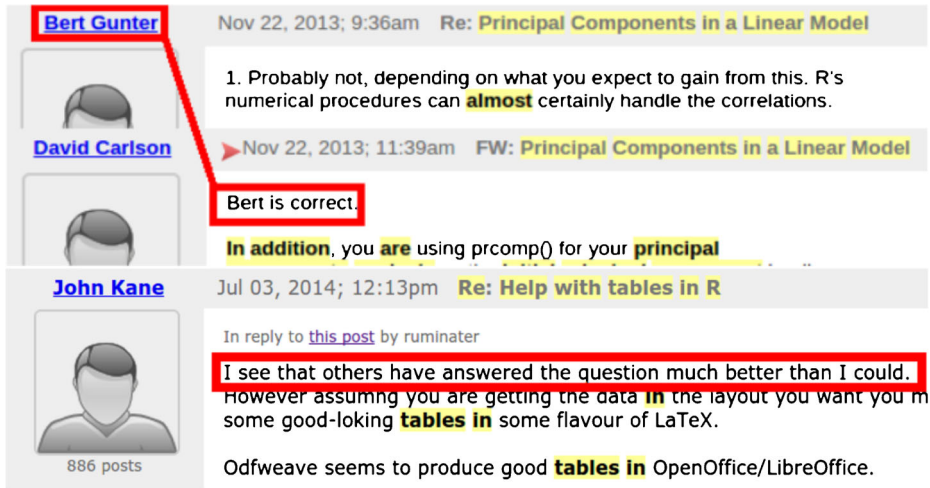 Bert Gunter Nov 22, 2013; 9:36am Re: Principal Components in a Linear Model
1. Probably not, depending on what you expect to gain from this. R's
numerical procedures can almost certainly handle the correlations.
David Carlson Nov 22, 2013; 11:39am FW: Principal Components in a Linear Model
Bert is correct.
In addition, you are using prcomp() for your principal
John Kane Jul 03, 2014; 12:13pm Re: Help with tables in R
In reply to this post by ruminater
I see that others have answered the question much better than I could.
However assumng you are getting the data in the layout you want you m
some good-loking tables in some flavour of LaTeX.
886 posts
Odfweave seems to produce good tables in OpenOffice/LibreOffice.